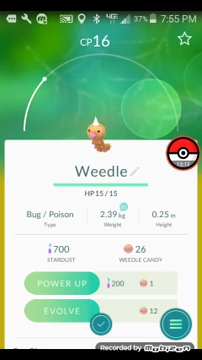 37% 7:55 PM
CP16
Weedle
HP 15 / 15
Bug / Poison 2.39 kg 0.25 m
Type Weight Height
700 26
STARDUST WEEDLE CANDY
POWER UP 200 1
EVOLVE 12
Recorded by
Mobizen